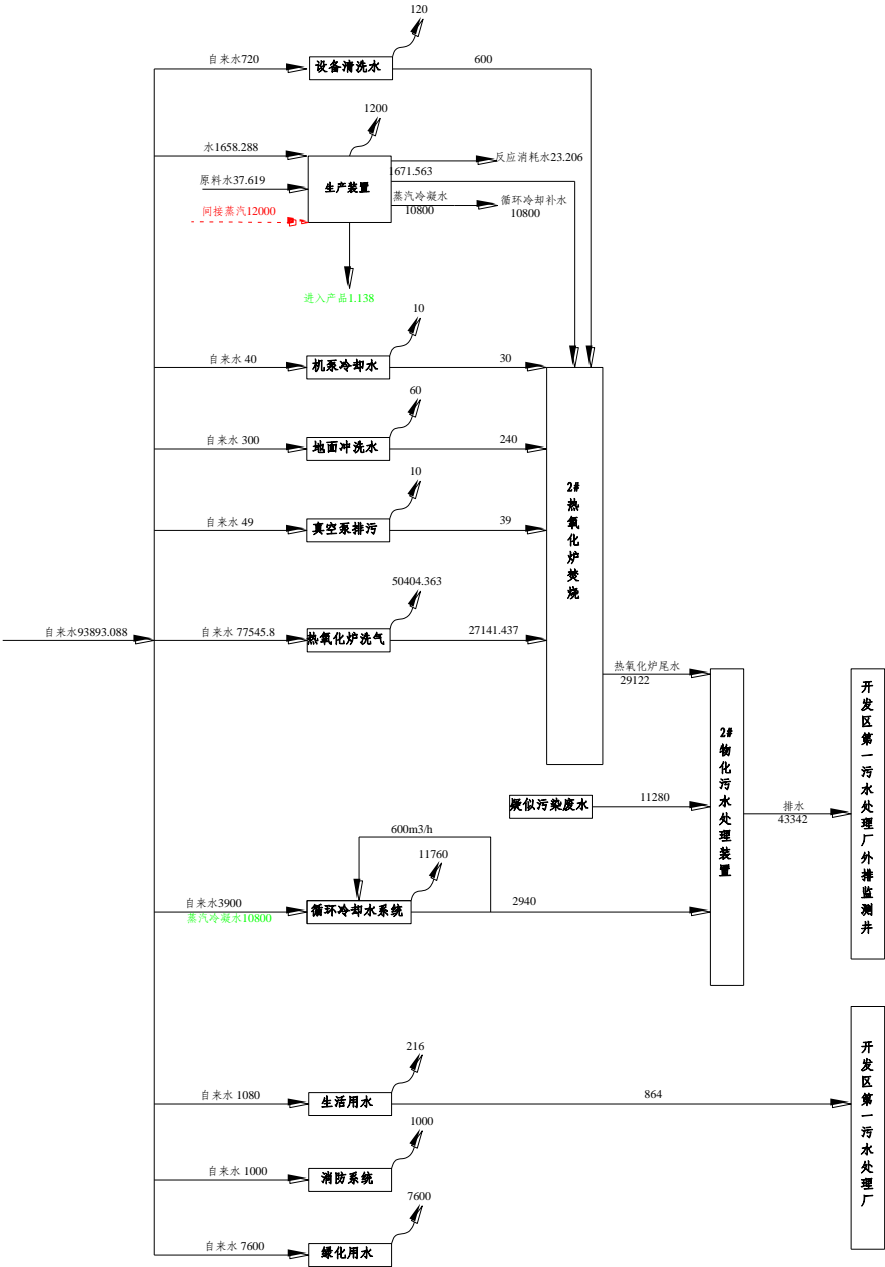 120
自来水720
设备清洗水
600
1200
水1658.288
反应消耗水23.206
1671.563
原料水37.619
生产装置
蒸汽冷凝水
10800
循环冷却补水
10800
间接蒸汽12000
进入产品1.138
10
自来水 40
机泵冷却水
30
60
自来水 300
地面冲洗水
240
10
自来水 49
真空泵排污
39
2#热氧化炉焚烧
50404.363
自来水93893.088
自来水 77545.8
热氧化炉洗气
27141.437
热氧化炉尾水
29122
2#物化污水处理装置
开发区第一污水处理厂外排监测井
疑似污染废水
11280
排水
43342
600m3/h
11760
自来水3900
蒸汽冷凝水10800
循环冷却水系统
2940
216
自来水 1080
生活用水
864
开发区第一污水处理厂
1000
自来水 1000
消防系统
7600
自来水 7600
绿化用水